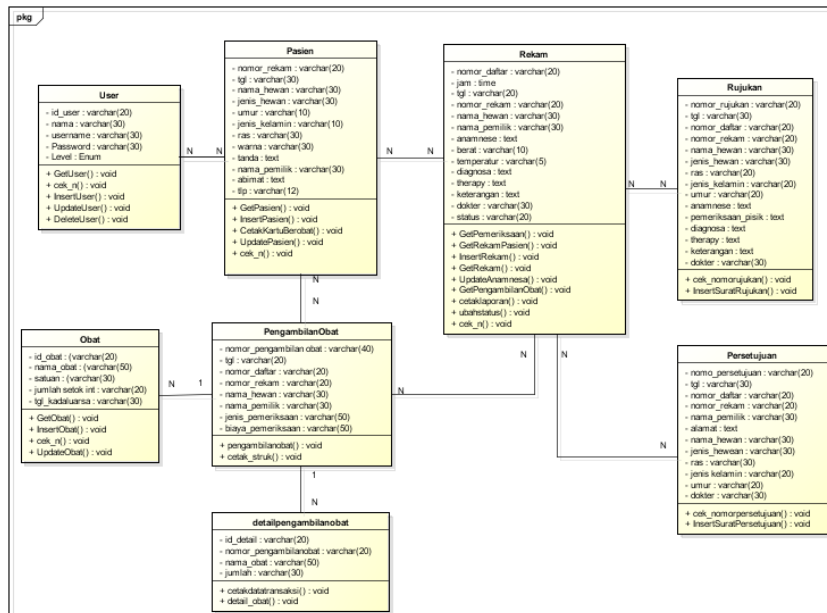 pkg
User
- id_user : varchar(20)
- nama : varchar(30)
- username : varchar(30)
- Password : varchar(30)
- Level : Enum
+ GetUser() : void
+ cek_n() : void
+ InsertUser() : void
+ UpdateUser() : void
+ DeleteUser() : void
N
N
Pasien
- nomor_rekam : varchar(20)
- tgl : varchar(30)
- nama_hewan : varchar(30)
- jenis_hewan : varchar(30)
- umur : varchar(10)
- jenis_kelamin : varchar(10)
- ras : varchar(30)
- warna : varchar(30)
- tanda : text
- nama_pemilik : varchar(30)
- abimat : text
- tlp : varchar(12)
+ GetPasien() : void
+ InsertPasien() : void
+ CetakKartuBerobat() : void
+ UpdatePasien() : void
+ cek_n() : void
N
N
Rekam
- nomor_daftar : varchar(20)
- jam : time
- tgl : varchar(20)
- nomor_rekam : varchar(20)
- nama_hewan : varchar(30)
- nama_pemilik : varchar(30)
- anamnese : text
- berat : varchar(10)
- temperatur : varchar(5)
- diagnosa : text
- therapy : text
- keterangan : text
- dokter : varchar(30)
- status : varchar(20)
+ GetPemeriksaan() : void
+ GetRekamPasien() : void
+ InsertRekam() : void
+ GetRekam() : void
+ UpdateAnamnesa() : void
+ GetPengambilanObat() : void
+ cetaklaporan() : void
+ ubahstatus() : void
+ cek_n() : void
N
N
Rujukan
- nomor_rujukan : varchar(20)
- tgl : varchar(30)
- nomor_daftar : varchar(20)
- nomor_rekam : varchar(20)
- nama_hewan : varchar(30)
- jenis_hewan : varchar(30)
- ras : varchar(20)
- jenis_kelamin : varchar(20)
- umur : varchar(20)
- anamnese : text
- pemeriksaan_pisik : text
- diagnosa : text
- therapy : text
- keterangan : text
- dokter : varchar(30)
+ cek_nomorujukan() : void
+ InsertSuratRujukan() : void
N
N
Obat
- id_obat : (varchar(20)
- nama_obat : (varchar(50)
- satuan : (varchar(30)
- jumlah setok int : varchar(20)
- tgl_kadaluarsa : varchar(30)
+ GetObat() : void
+ InsertObat() : void
+ cek_n() : void
+ UpdateObat() : void
N
1
PengambilanObat
- nomor_pengambilan obat : varchar(40)
- tgl : varchar(20)
- nomor_daftar : varchar(20)
- nomor_rekam : varchar(20)
- nama_hewan : varchar(30)
- nama_pemilik : varchar(30)
- jenis_pemeriksaan : varchar(50)
- biaya_pemeriksaan : varchar(50)
+ pengambilanobat() : void
+ cetak_struk() : void
N
N
N
N
Persetujuan
- nomo_persetujuan : varchar(20)
- tgl : varchar(30)
- nomor_daftar : varchar(20)
- nomor_rekam : varchar(20)
- nama_pemilik : varchar(30)
- alamat : text
- nama_hewan : varchar(30)
- jenis_hewean : varchar(30)
- ras : varchar(30)
- jenis kelamin : varchar(20)
- umur : varchar(20)
- dokter : varchar(30)
+ cek_nomorpersetujuan() : void
+ InsertSuratPersetujuan() : void
1
N
detailpengambilanobat
- id_detail : varchar(20)
- nomor_pengambilanobat : varchar(20)
- nama_obat : varchar(50)
- jumlah : varchar(30)
+ cetakdatatransaksi() : void
+ detail_obat() : void